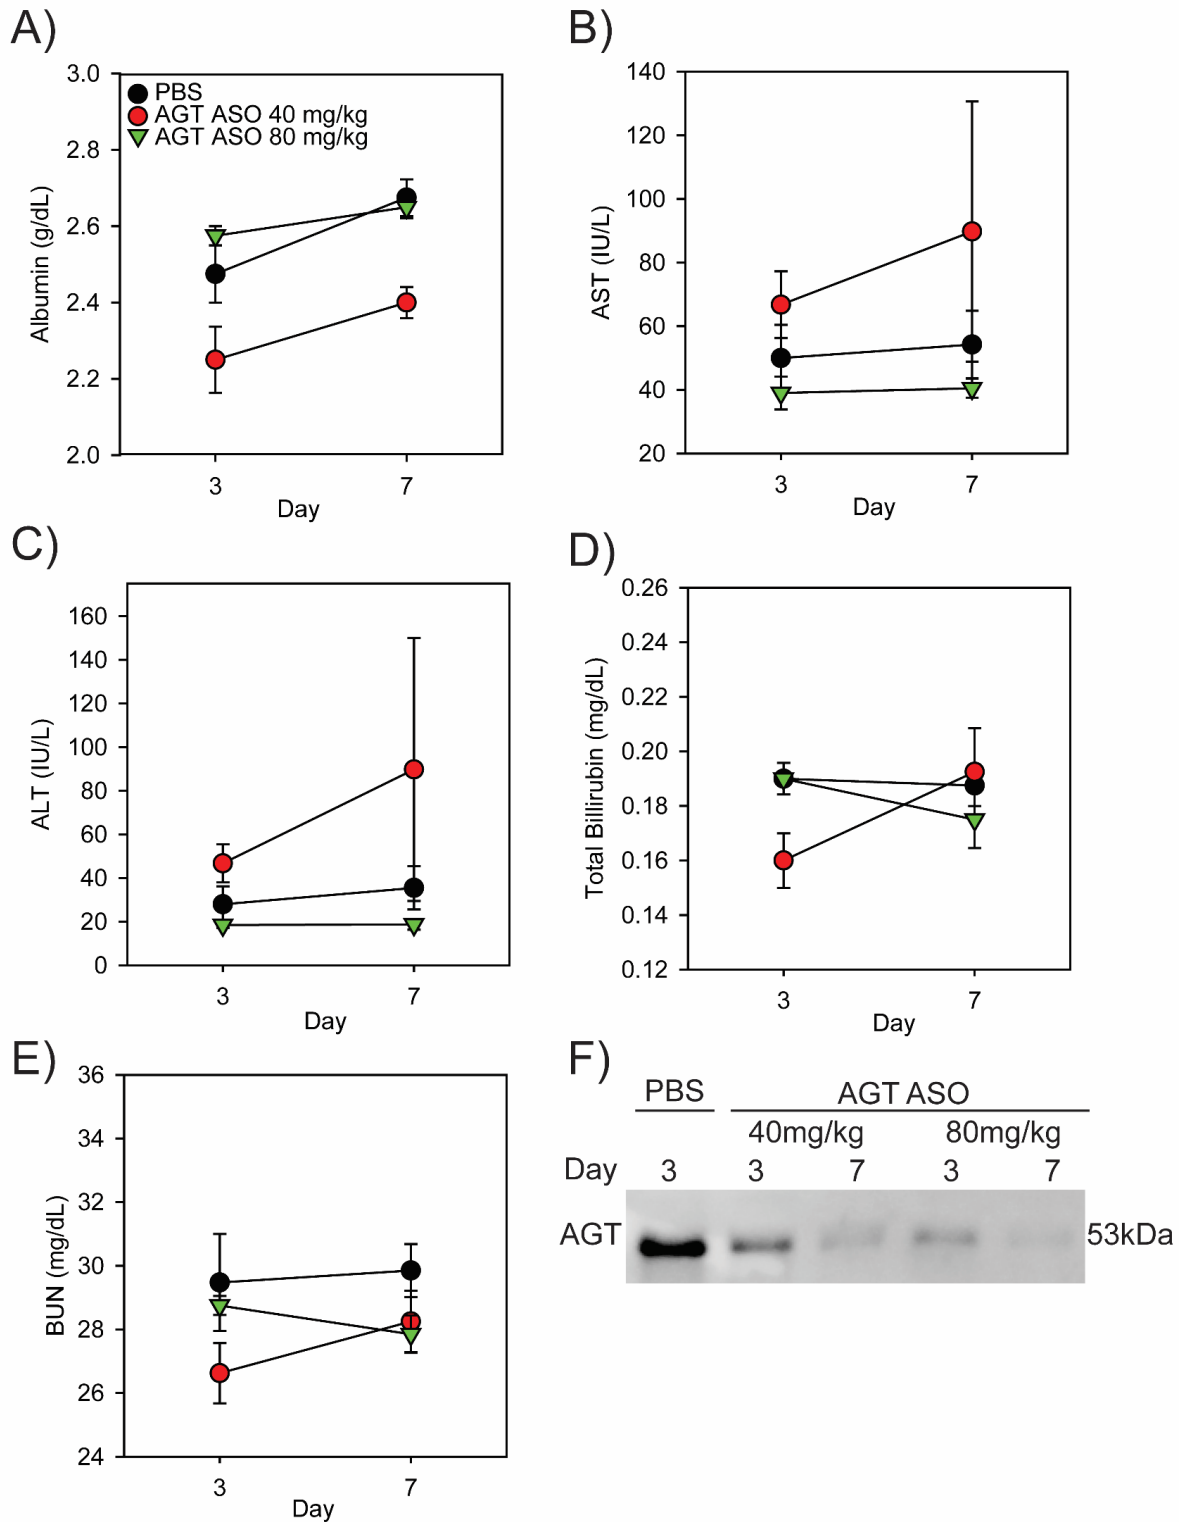 A)
3.0
2.8
2.6
2.4
2.2
2.0
Albumin (g/dL)
PBS
AGT ASO 40 mg/kg
AGT ASO 80 mg/kg
3 7
Day
B)
140
120
100
80
60
40
20
AST (IU/L)
3 7
Day
C)
160
140
120
100
80
60
40
20
0
ALT (IU/L)
3 7
Day
D)
0.26
0.24
0.22
0.20
0.18
0.16
0.14
0.12
Total Billirubin (mg/dL)
3 7
Day
E)
36
34
32
30
28
26
24
BUN (mg/dL)
3 7
Day
F)
PBS AGT ASO
40mg/kg 80mg/kg
Day 3 3 7 3 7
AGT 53kDa